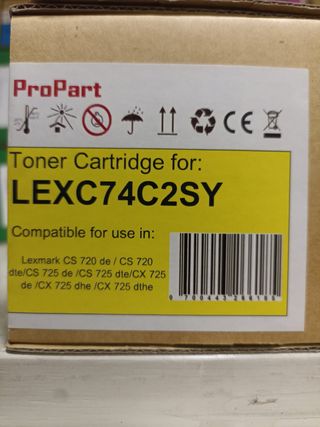 ProPart
CE
Toner Cartridge for:
LEXC74C2SY
Compatible for use in:
Lexmark CS 720 de / CS 720
dte/CS 725 de /CS 725 dte/CX 725
de /CX 725 dhe /CX 725 dthe